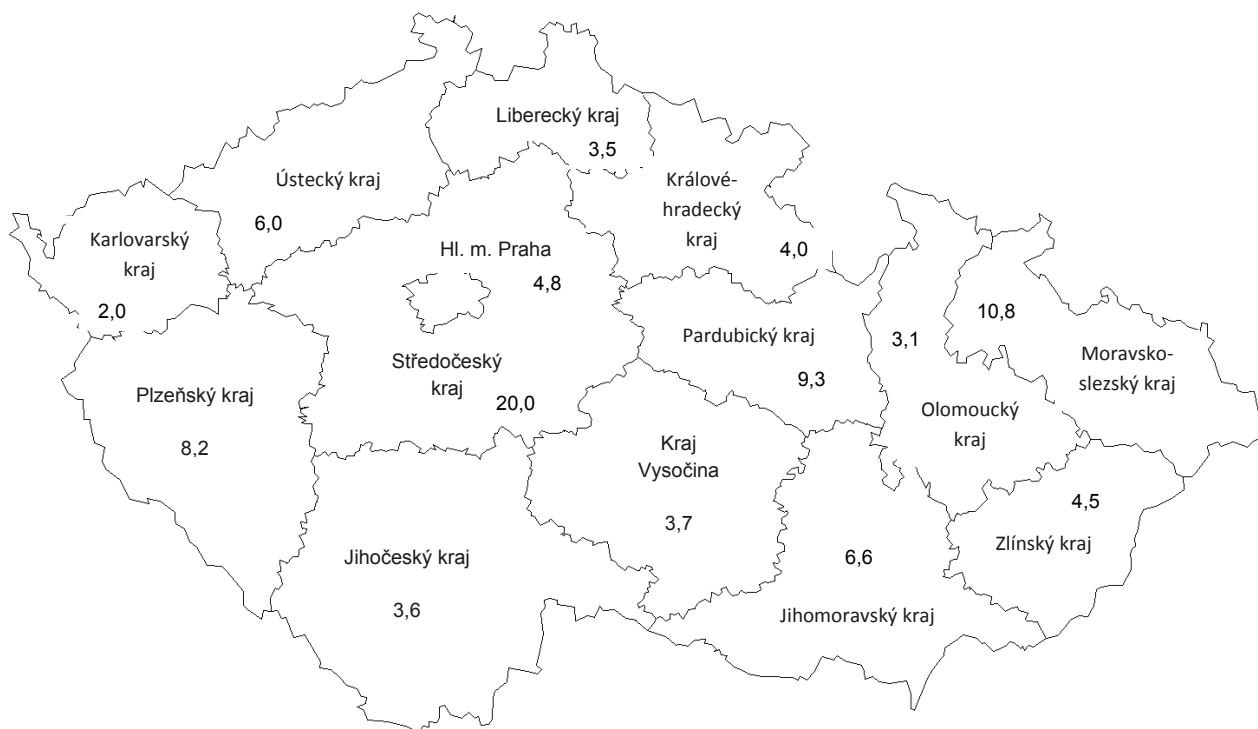 Liberecký kraj
3,5
Ústecký kraj
6,0
Králové-
hradecký
kraj
4,0
Karlovarský
kraj
2,0
Hl. m. Praha
4,8
Středočeský
kraj
20,0
Pardubický kraj
9,3
3,1
Olomoucký
kraj
10,8
Moravsko-
slezský kraj
Plzeňský kraj
8,2
Kraj
Vysočina
3,7
4,5
Zlínský kraj
Jihočeský kraj
3,6
6,6
Jihomoravský kraj